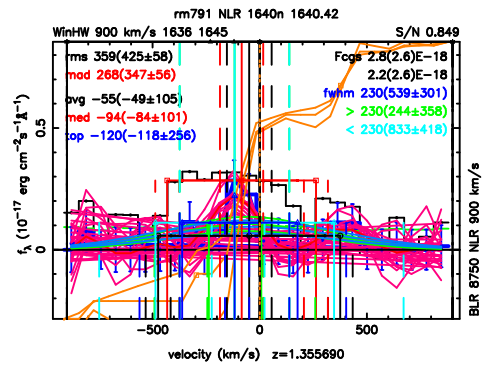 rm791 NLR 1640n 1640.42
WinHW 900 km/s 1636 1645 S/N 0.849
rms 359(425±58) Fcgs 2.8(2.6)E-18
mad 268(347±56) 2.2(2.6)E-18
avg -55(-49±105) fwhm 230(539±301)
med -94(-84±101) > 230(244±358)
top -120(-118±256) < 230(833±418)
0.5
0
fλ (10⁻¹⁷ erg cm⁻²s⁻¹Å⁻¹)
BLR 8750 NLR 900 km/s
-500 0 500
velocity (km/s) z=1.355690